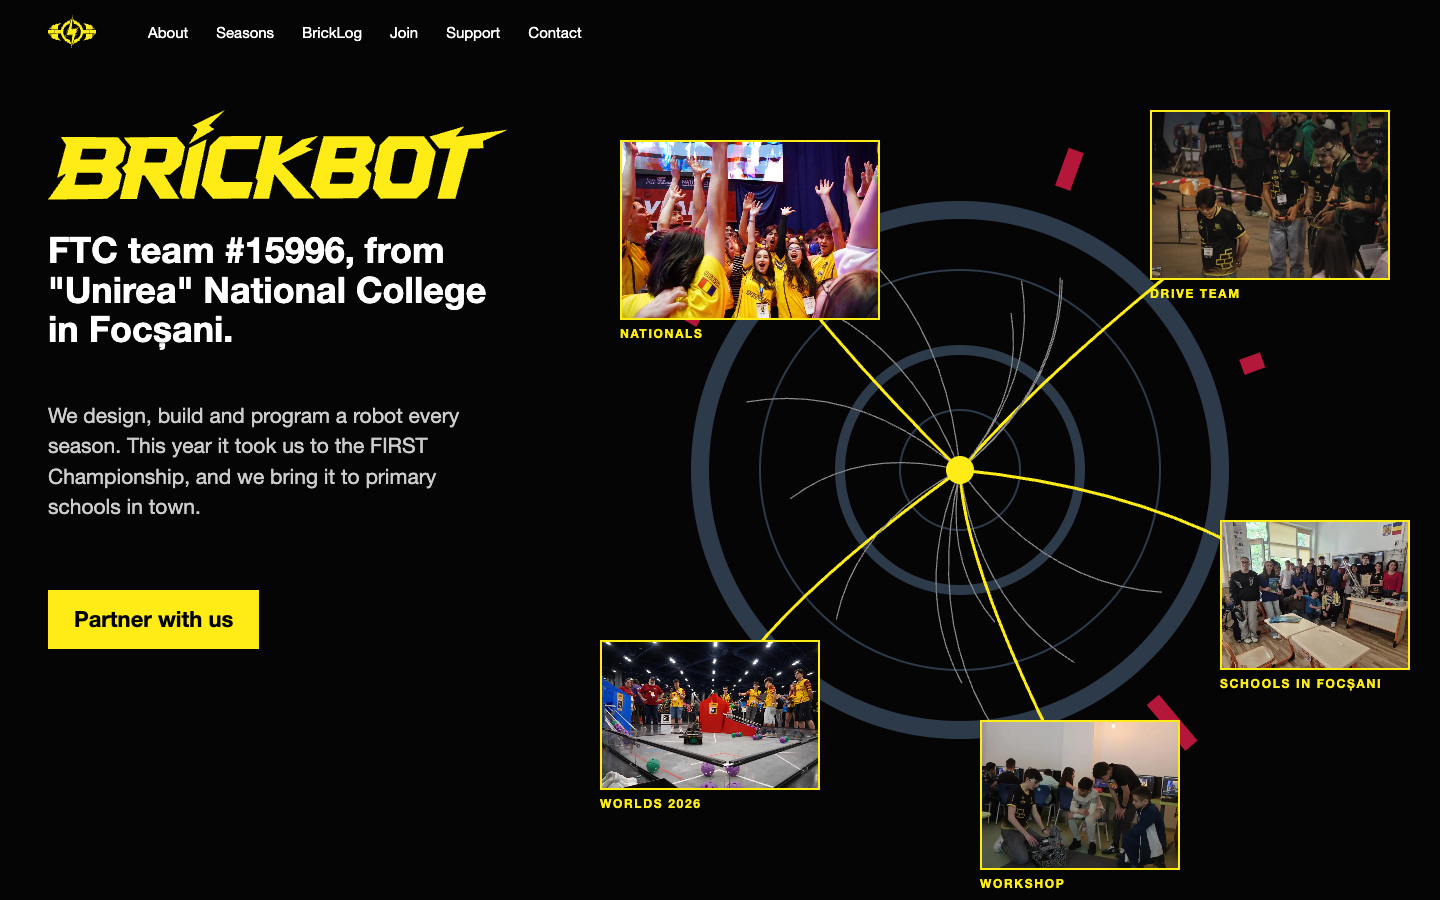 About Seasons BrickLog Join Support Contact
BRICKBOT
FTC team #15996, from
"Unirea" National College
in Focșani.
We design, build and program a robot every
season. This year it took us to the FIRST
Championship, and we bring it to primary
schools in town.
Partner with us
NATIONALS
DRIVE TEAM
SCHOOLS IN FOCȘANI
WORLDS 2026
WORKSHOP